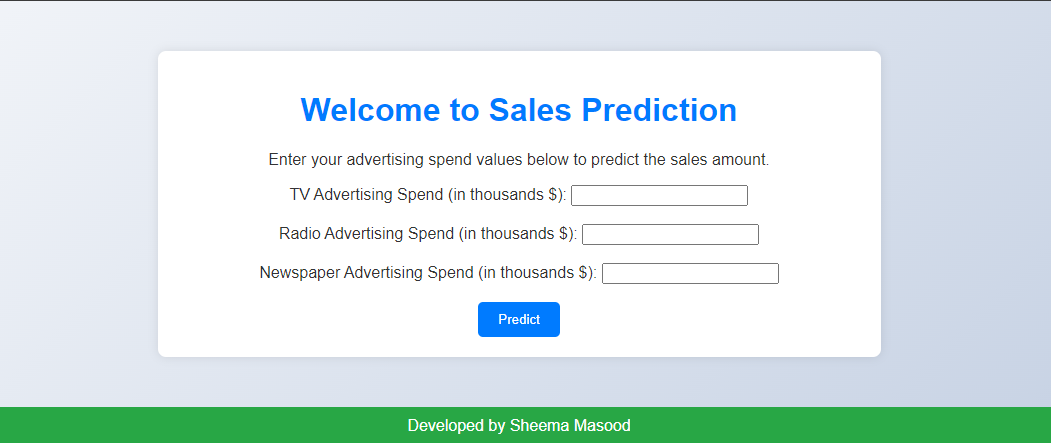 Welcome to Sales Prediction
Enter your advertising spend values below to predict the sales amount.
TV Advertising Spend (in thousands $):
Radio Advertising Spend (in thousands $):
Newspaper Advertising Spend (in thousands $):
Predict
Developed by Sheema Masood